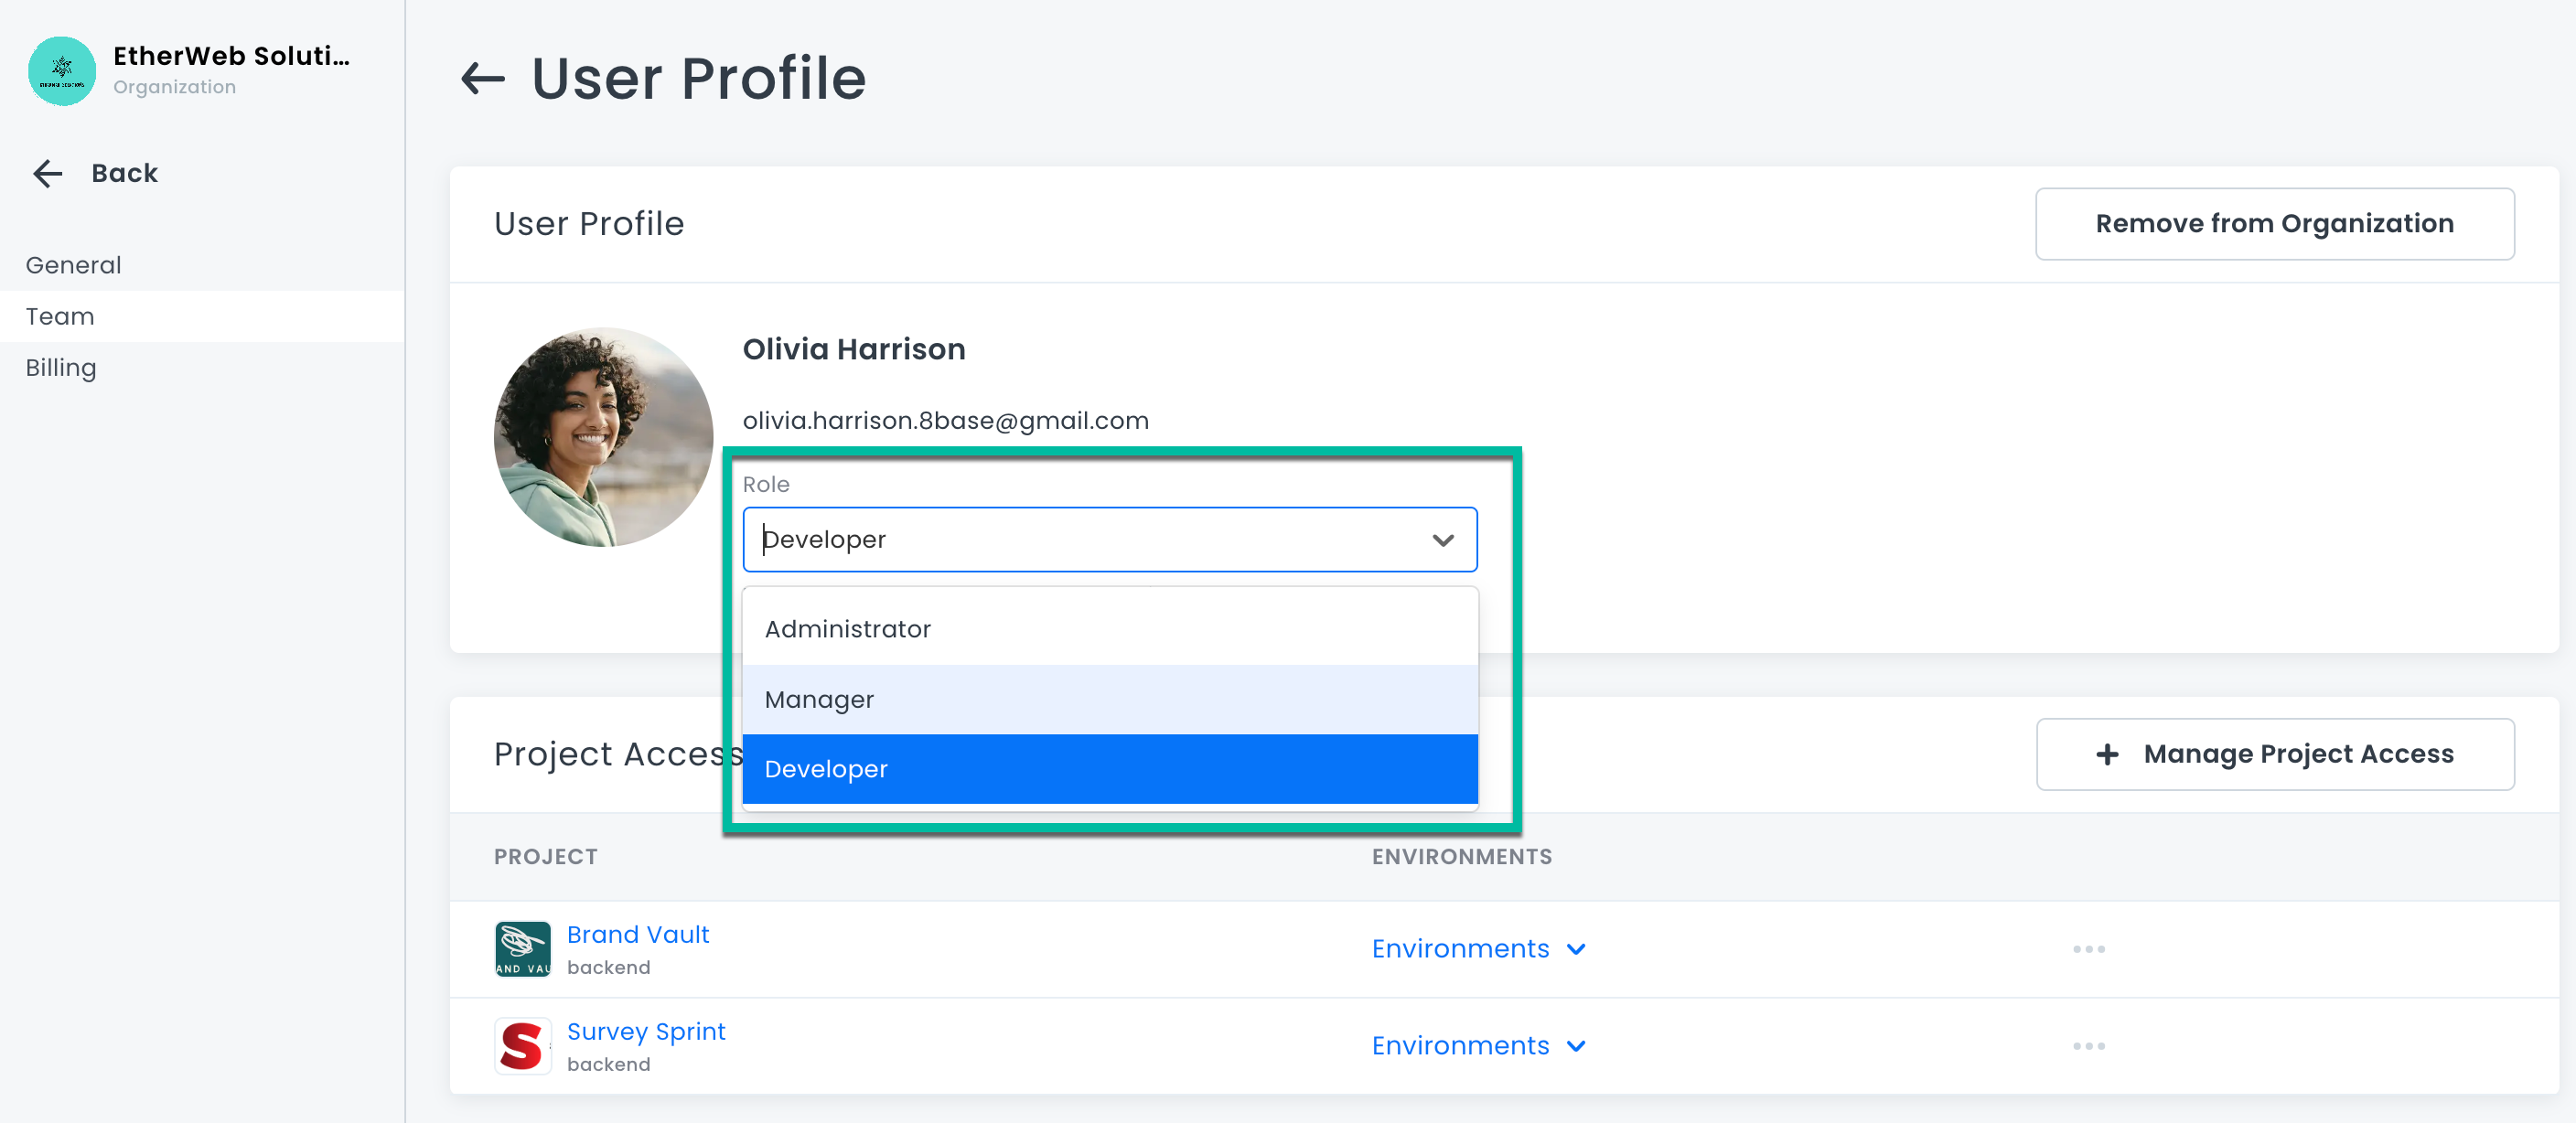 EtherWeb Soluti...
Organization
Back
General
Team
Billing
User Profile
User Profile
Remove from Organization
Olivia Harrison
olivia.harrison.8base@gmail.com
Role
Developer
Administrator
Manager
Developer
Project Access
Manage Project Access
PROJECT
ENVIRONMENTS
Brand Vault
backend
AND VAU
Environments
Survey Sprint
backend
S
Environments